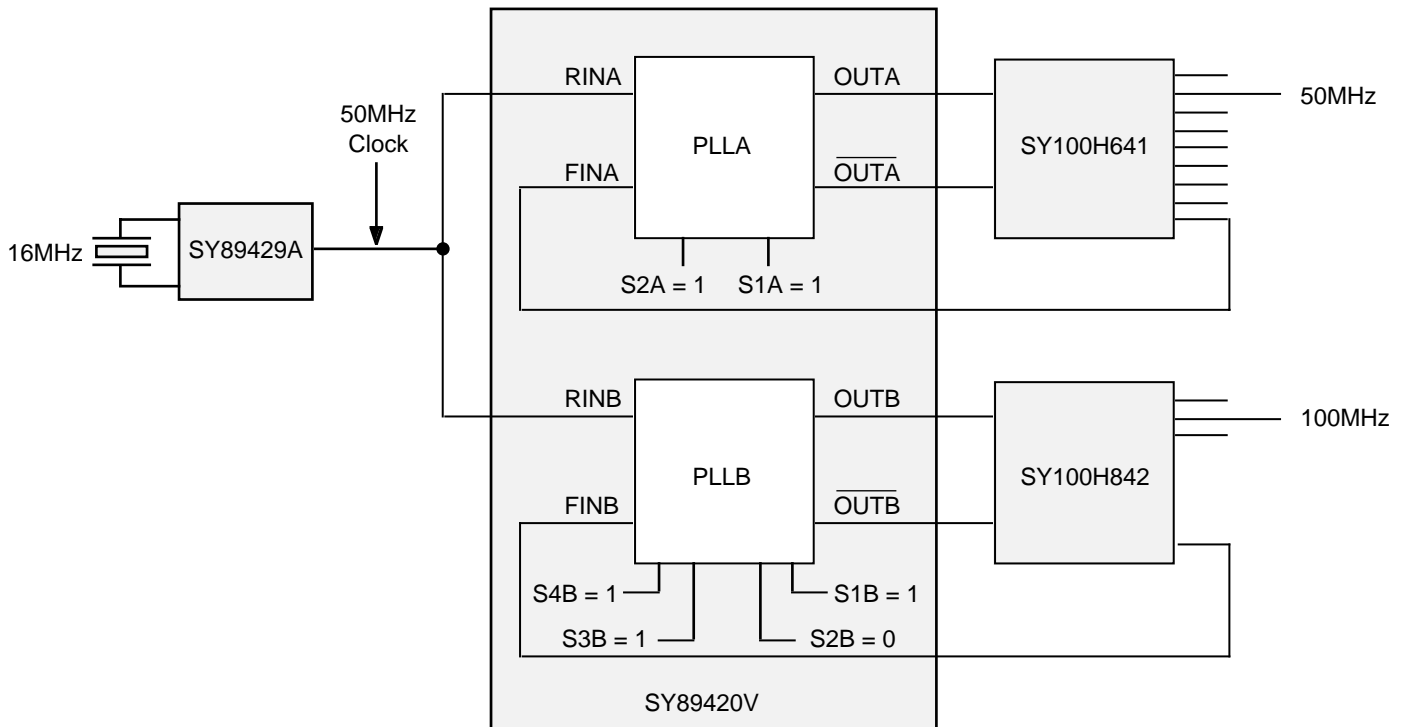 RINA
OUTA
50MHz
Clock
PLLA
SY100H641
50MHz
FINA
OUTA
16MHz
SY89429A
S2A = 1
S1A = 1
RINB
OUTB
100MHz
PLLB
SY100H842
FINB
OUTB
S4B = 1
S1B = 1
S3B = 1
S2B = 0
SY89420V